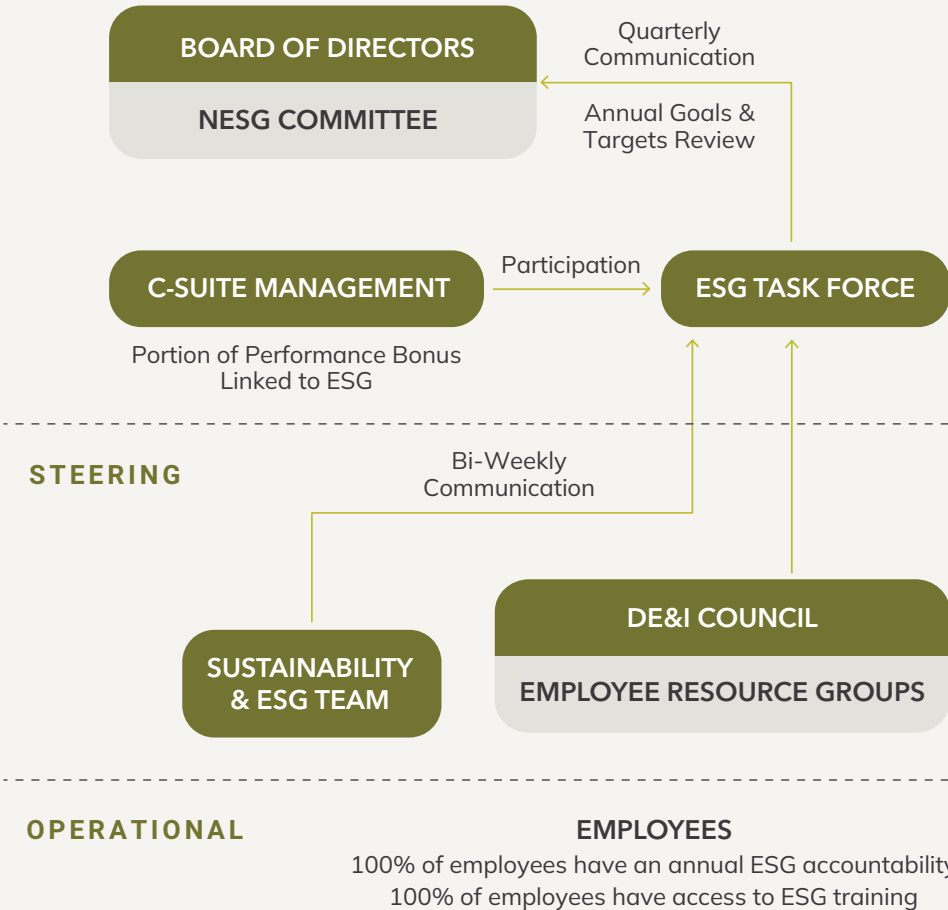 BOARD OF DIRECTORS
NESG COMMITTEE
Quarterly
Communication
Annual Goals &
Targets Review
C-SUITE MANAGEMENT
Participation
ESG TASK FORCE
Portion of Performance Bonus
Linked to ESG
STEERING
Bi-Weekly
Communication
SUSTAINABILITY
& ESG TEAM
DE&I COUNCIL
EMPLOYEE RESOURCE GROUPS
OPERATIONAL
EMPLOYEES
100% of employees have an annual ESG accountability
100% of employees have access to ESG training